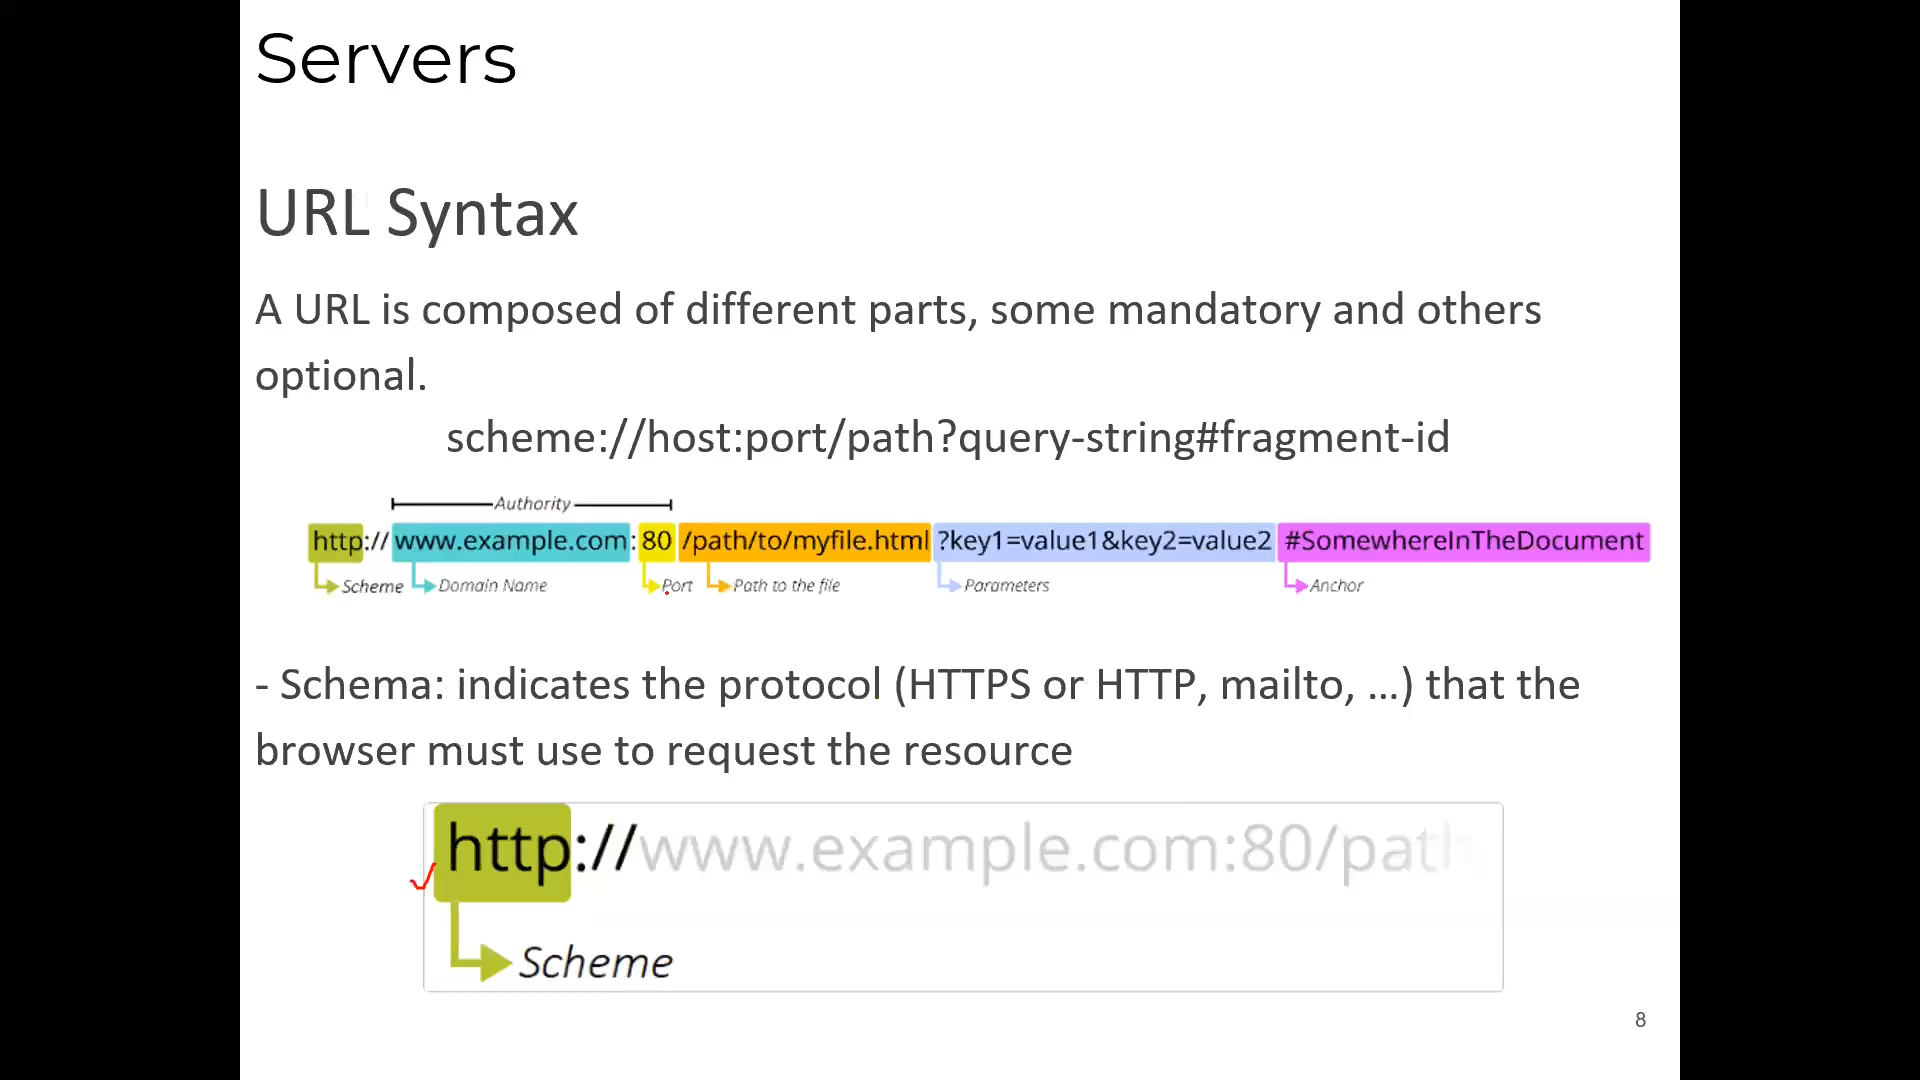 Servers
URL Syntax
A URL is composed of different parts, some mandatory and others
optional.
scheme://host:port/path?query-string#fragment-id
Authority
http://www.example.com:80/path/to/myfile.html?key1=value1&key2=value2#SomewhereInTheDocument
Scheme Domain Name Port Path to the file Parameters Anchor
- Schema: indicates the protocol (HTTPS or HTTP, mailto, ...) that the
browser must use to request the resource
http://www.example.com:80/path
Scheme
8